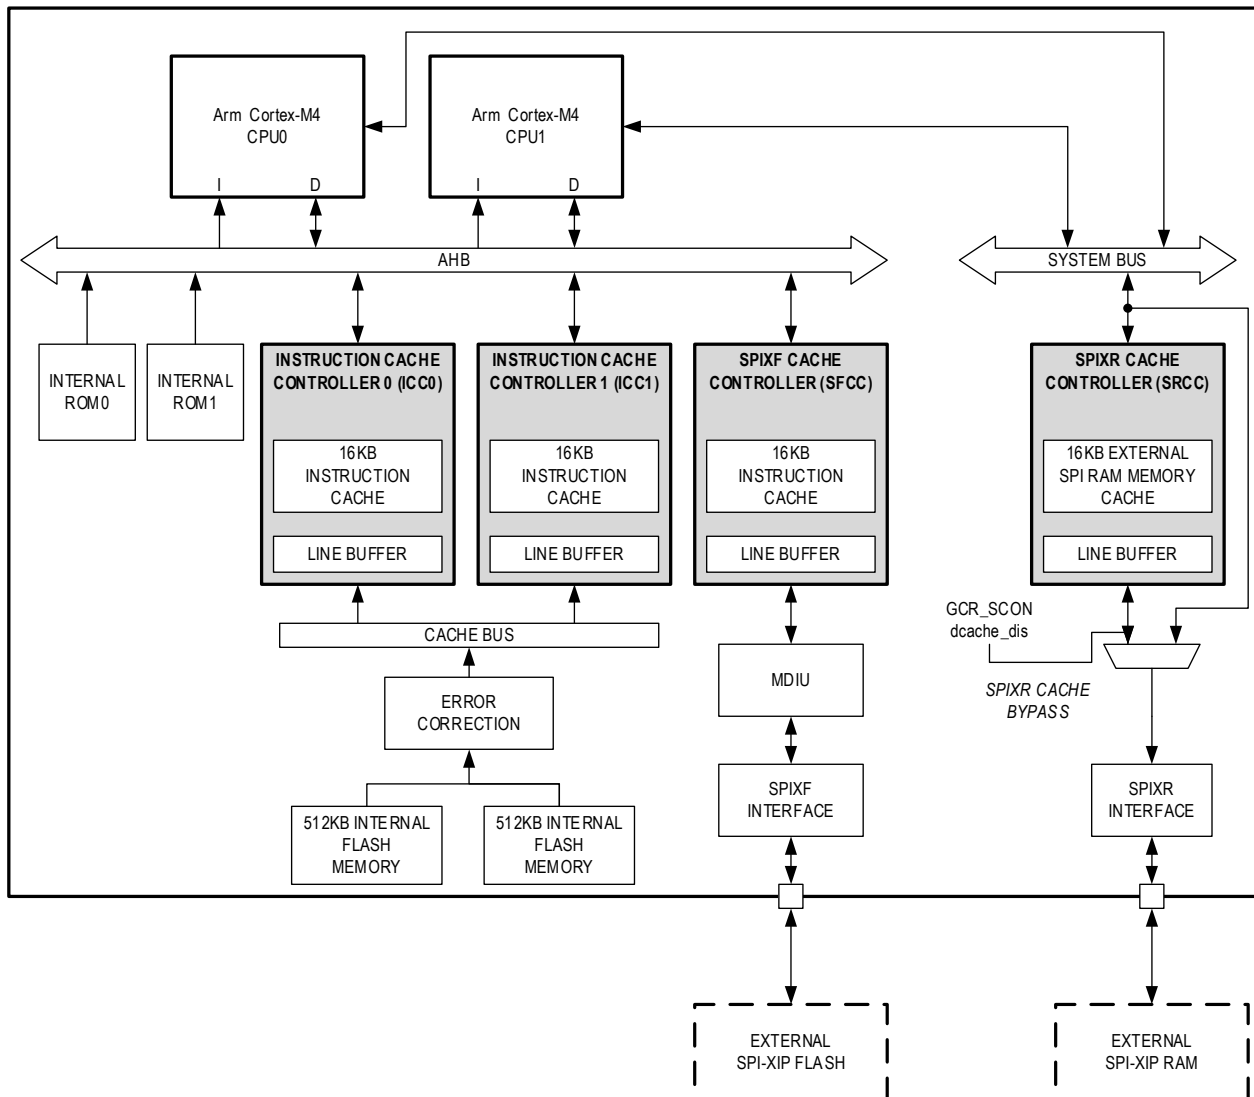 Arm Cortex-M4
CPU0
I
D
Arm Cortex-M4
CPU1
I
D
AHB
SYSTEM BUS
INTERNAL
ROM0
INTERNAL
ROM1
INSTRUCTION CACHE
CONTROLLER 0 (ICC0)
16KB
INSTRUCTION
CACHE
LINE BUFFER
INSTRUCTION CACHE
CONTROLLER 1 (ICC1)
16KB
INSTRUCTION
CACHE
LINE BUFFER
SPIXF CACHE
CONTROLLER (SFCC)
16KB
INSTRUCTION
CACHE
LINE BUFFER
SPIXR CACHE
CONTROLLER (SRCC)
16KB EXTERNAL
SPI RAM MEMORY
CACHE
LINE BUFFER
CACHE BUS
ERROR
CORRECTION
512KB INTERNAL
FLASH
MEMORY
512KB INTERNAL
FLASH
MEMORY
MDIU
SPIXF
INTERFACE
GCR_SCON
dcache_dis
SPIXR CACHE
BYPASS
SPIXR
INTERFACE
EXTERNAL
SPI-XIP FLASH
EXTERNAL
SPI-XIP RAM